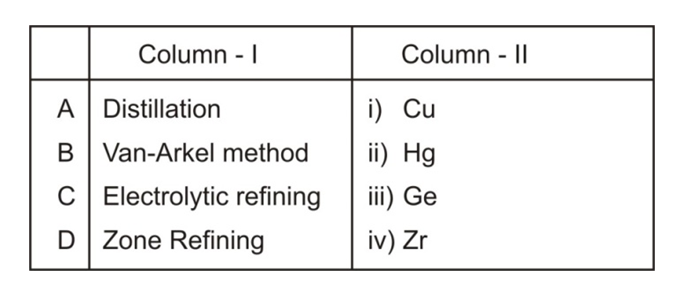 Column - I Column - II
A Distillation i) Cu
B Van-Arkel method ii) Hg
C Electrolytic refining iii) Ge
D Zone Refining iv) Zr